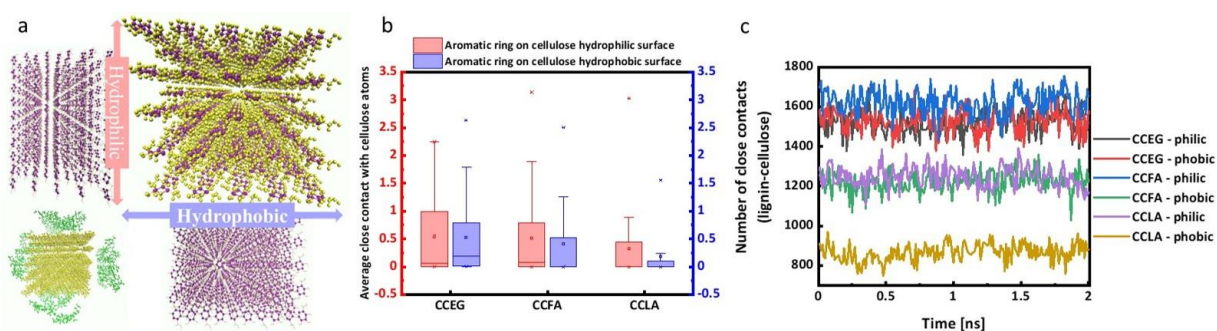 a
Hydrophilic
Hydrophobic
b
Aromatic ring on cellulose hydrophilic surface
Aromatic ring on cellulose hydrophobic surface
Average close contact with cellulose atoms
3.5
3
2.5
2
1.5
1
0.5
0
-0.5
3.5
3
2.5
2
1.5
1
0.5
0
-0.5
CCEG
CCFA
CCLA
c
Number of close contacts
(lignin-cellulose)
1800
1600
1400
1200
1000
800
0
0.5
1
1.5
2
Time [ns]
CCEG - philic
CCEG - phobic
CCFA - philic
CCFA - phobic
CCLA - philic
CCLA - phobic